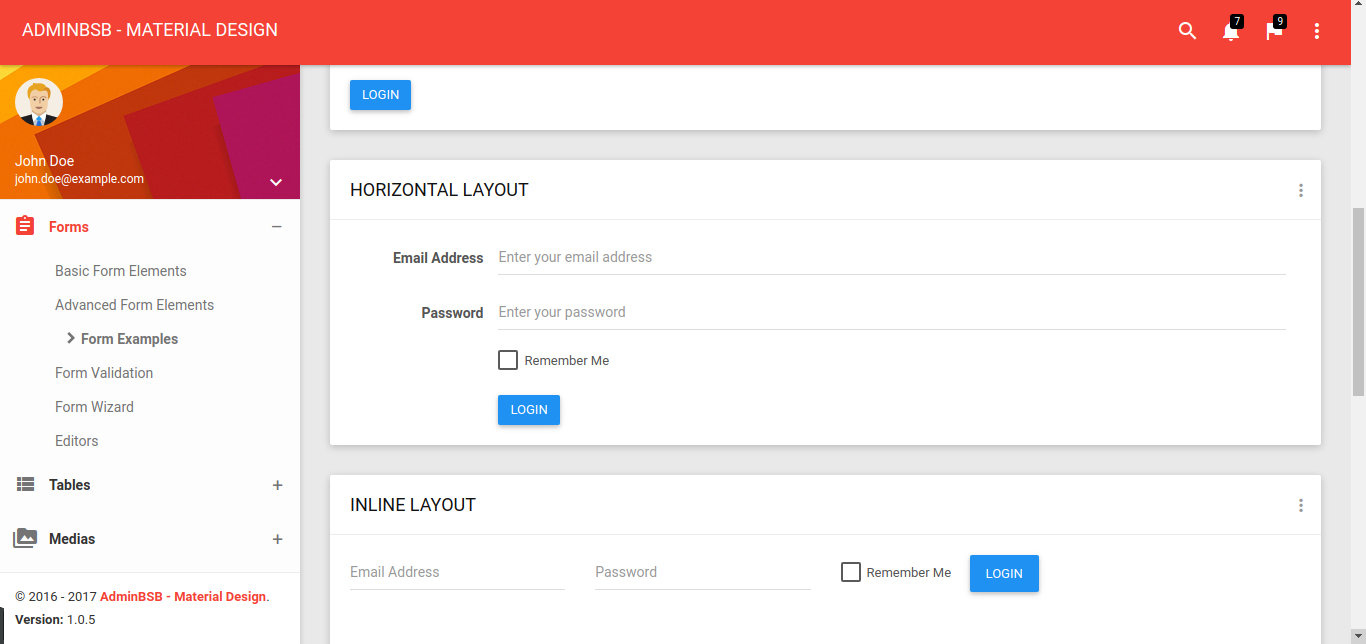 ADMINBSB - MATERIAL DESIGN
7
9
John Doe
john.doe@example.com
Forms
Basic Form Elements
Advanced Form Elements
Form Examples
Form Validation
Form Wizard
Editors
Tables
Medias
© 2016 - 2017 AdminBSB - Material Design.
Version: 1.0.5
LOGIN
HORIZONTAL LAYOUT
Email Address Enter your email address
Password Enter your password
Remember Me
LOGIN
INLINE LAYOUT
Email Address Password Remember Me LOGIN